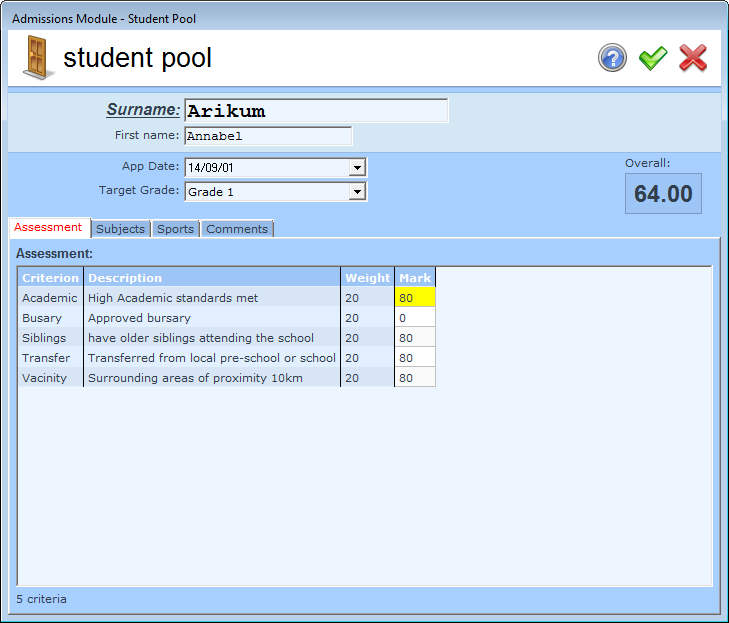 Admissions Module - Student Pool
student pool
?
Surname: Arikum
First name: Annabel
App Date: 14/09/01
Target Grade: Grade 1
Overall:
64.00
Assessment Subjects Sports Comments
Assessment:
Criterion Description Weight Mark
Academic High Academic standards met 20 80
Busary Approved bursary 20 0
Siblings have older siblings attending the school 20 80
Transfer Transferred from local pre-school or school 20 80
Vacinity Surrounding areas of proximity 10km 20 80
5 criteria